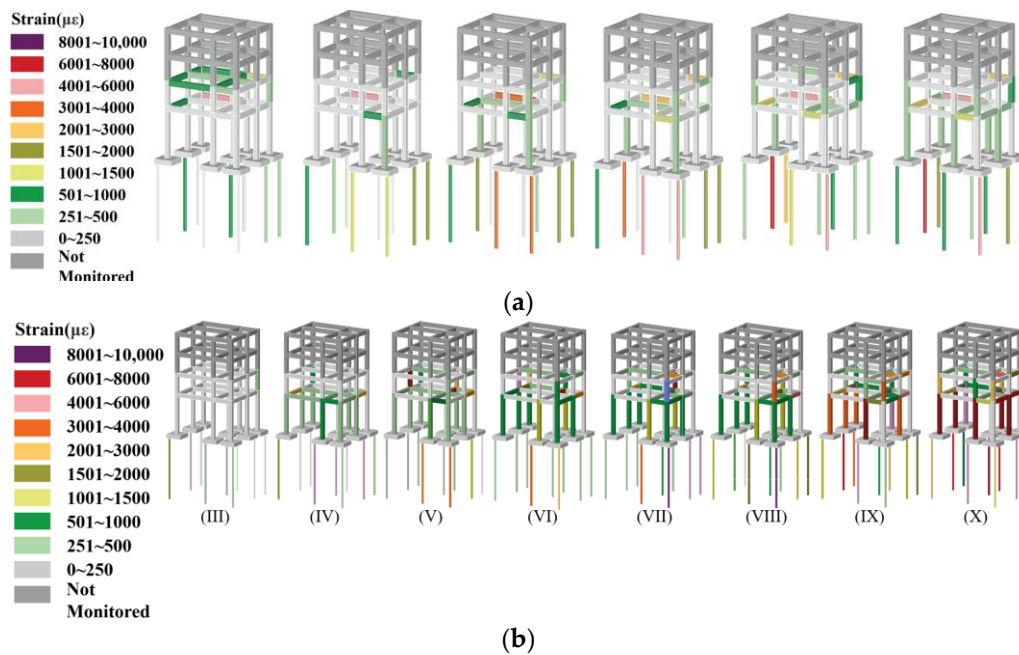 Strain(με)
8001~10,000
6001~8000
4001~6000
3001~4000
2001~3000
1501~2000
1001~1500
501~1000
251~500
0~250
Not
Monitored
(a)
Strain(με)
8001~10,000
6001~8000
4001~6000
3001~4000
2001~3000
1501~2000
1001~1500
501~1000
251~500
0~250
Not
Monitored
(III) (IV) (V) (VI) (VII) (VIII) (IX) (X)
(b)